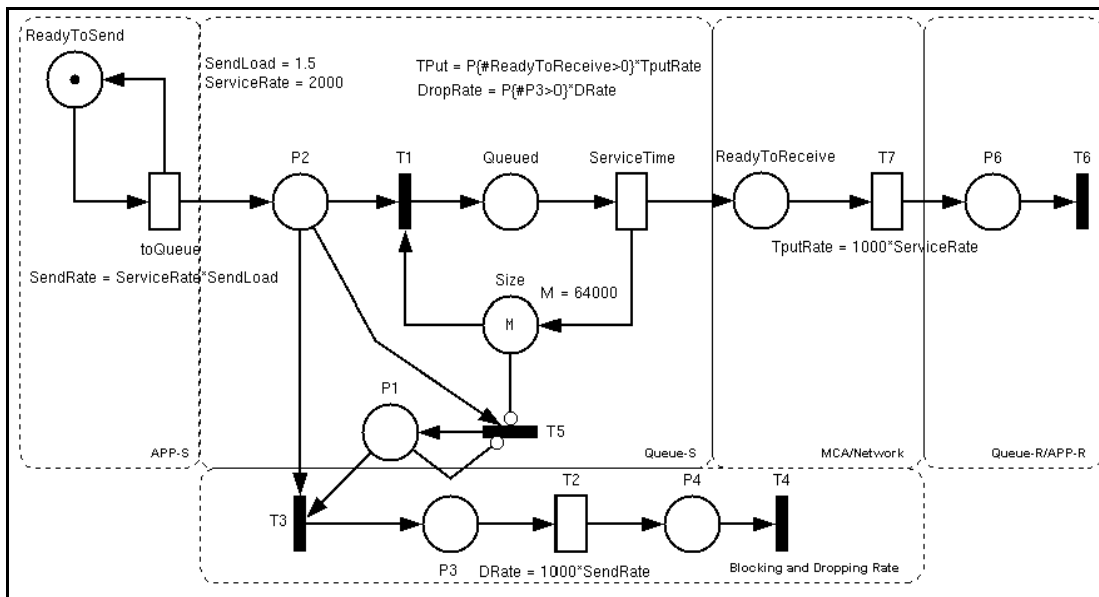 ReadyToSend
SendLoad = 1.5
ServiceRate = 2000
TPut = P{#ReadyToReceive>0}*TputRate
DropRate = P{#P3>0}*DRate
P2
T1
Queued
ServiceTime
ReadyToReceive
T7
P6
T6
toQueue
SendRate = ServiceRate*SendLoad
TputRate = 1000*ServiceRate
Size
M = 64000
M
P1
T5
APP-S
Queue-S
MCA/Network
Queue-R/APP-R
T3
T2
P4
T4
P3
DRate = 1000*SendRate
Blocking and Dropping Rate